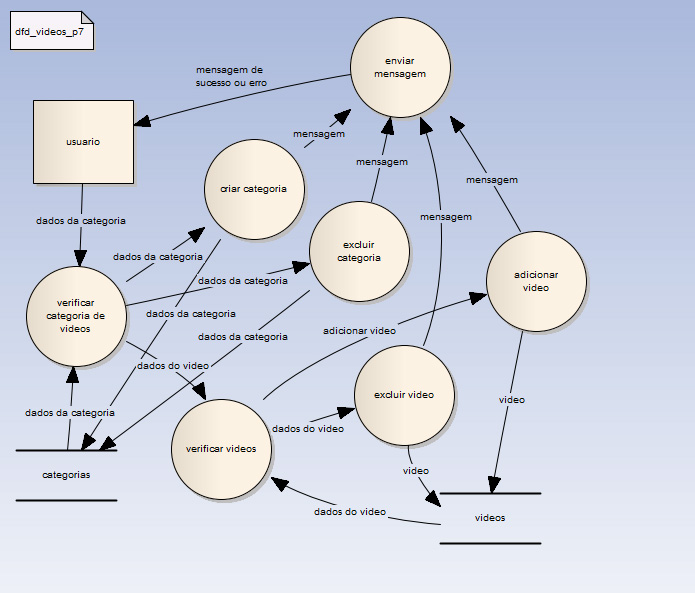 dfd_videos_p7
enviar
mensagem
mensagem de
sucesso ou erro
usuario
mensagem
criar categoria
mensagem
mensagem
mensagem
dados da categoria
excluir
categoria
dados da categoria
adicionar
video
dados da categoria
verificar
categoria de
videos
dados da categoria
adicionar video
dados da categoria
dados do video
excluir video
video
dados da categoria
dados do video
verificar videos
video
categorias
dados do video
videos